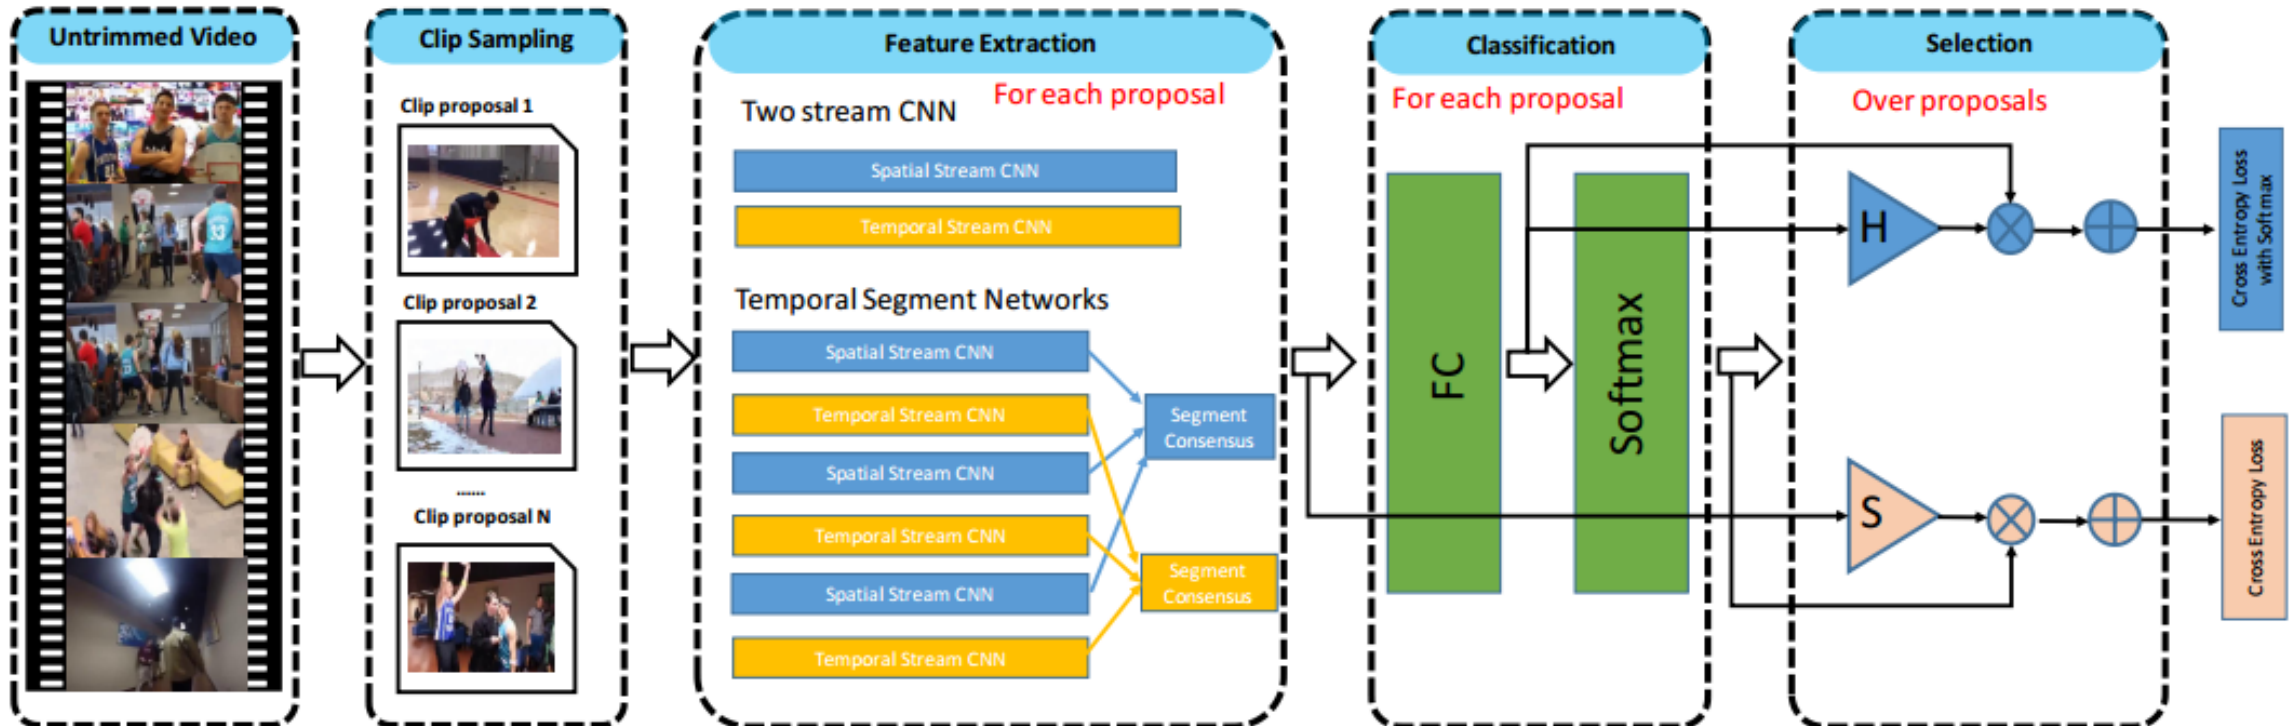 Untrimmed Video
Clip Sampling
Clip proposal 1
Clip proposal 2
......
Clip proposal N
Feature Extraction
For each proposal
Two stream CNN
Spatial Stream CNN
Temporal Stream CNN
Temporal Segment Networks
Spatial Stream CNN
Temporal Stream CNN
Spatial Stream CNN
Temporal Stream CNN
Spatial Stream CNN
Temporal Stream CNN
Segment
Consensus
Segment
Consensus
Classification
For each proposal
FC
Softmax
Selection
Over proposals
H
S
Cross Entropy Loss
with Softmax
Cross Entropy Loss